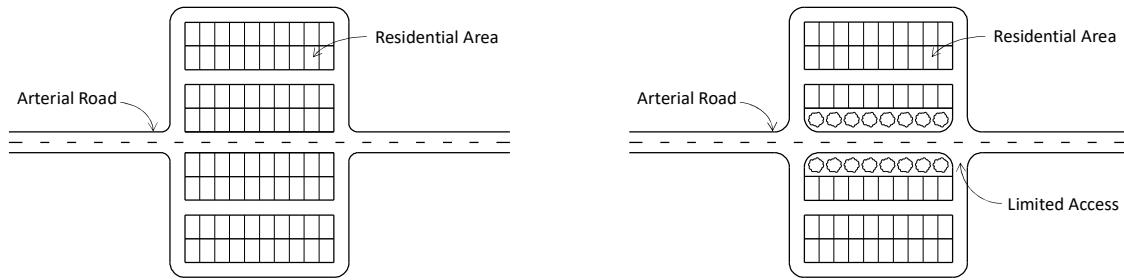 Residential Area
Arterial Road
Residential Area
Arterial Road
Limited Access